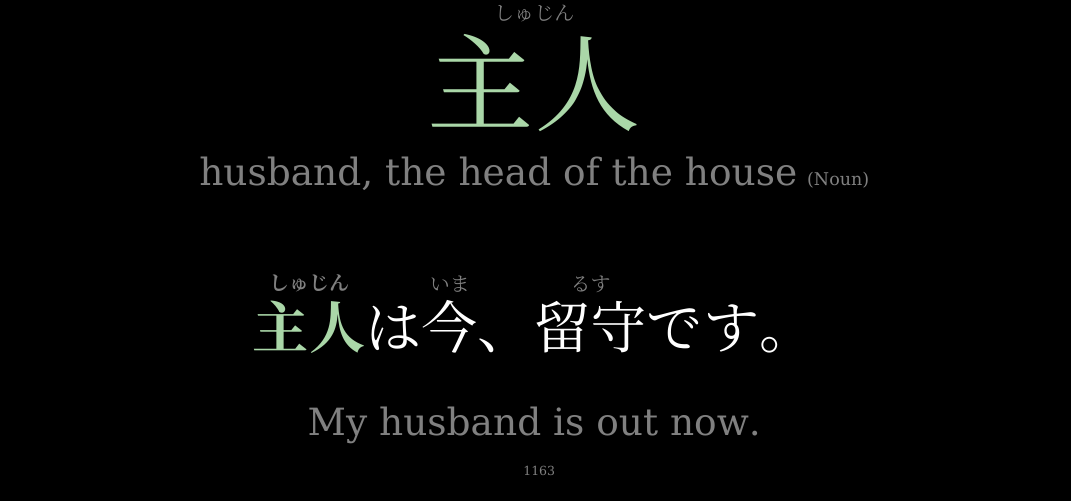 しゅじん
主人
husband, the head of the house (Noun)
しゅじん いま るす
主人は今、留守です。
My husband is out now.
1163